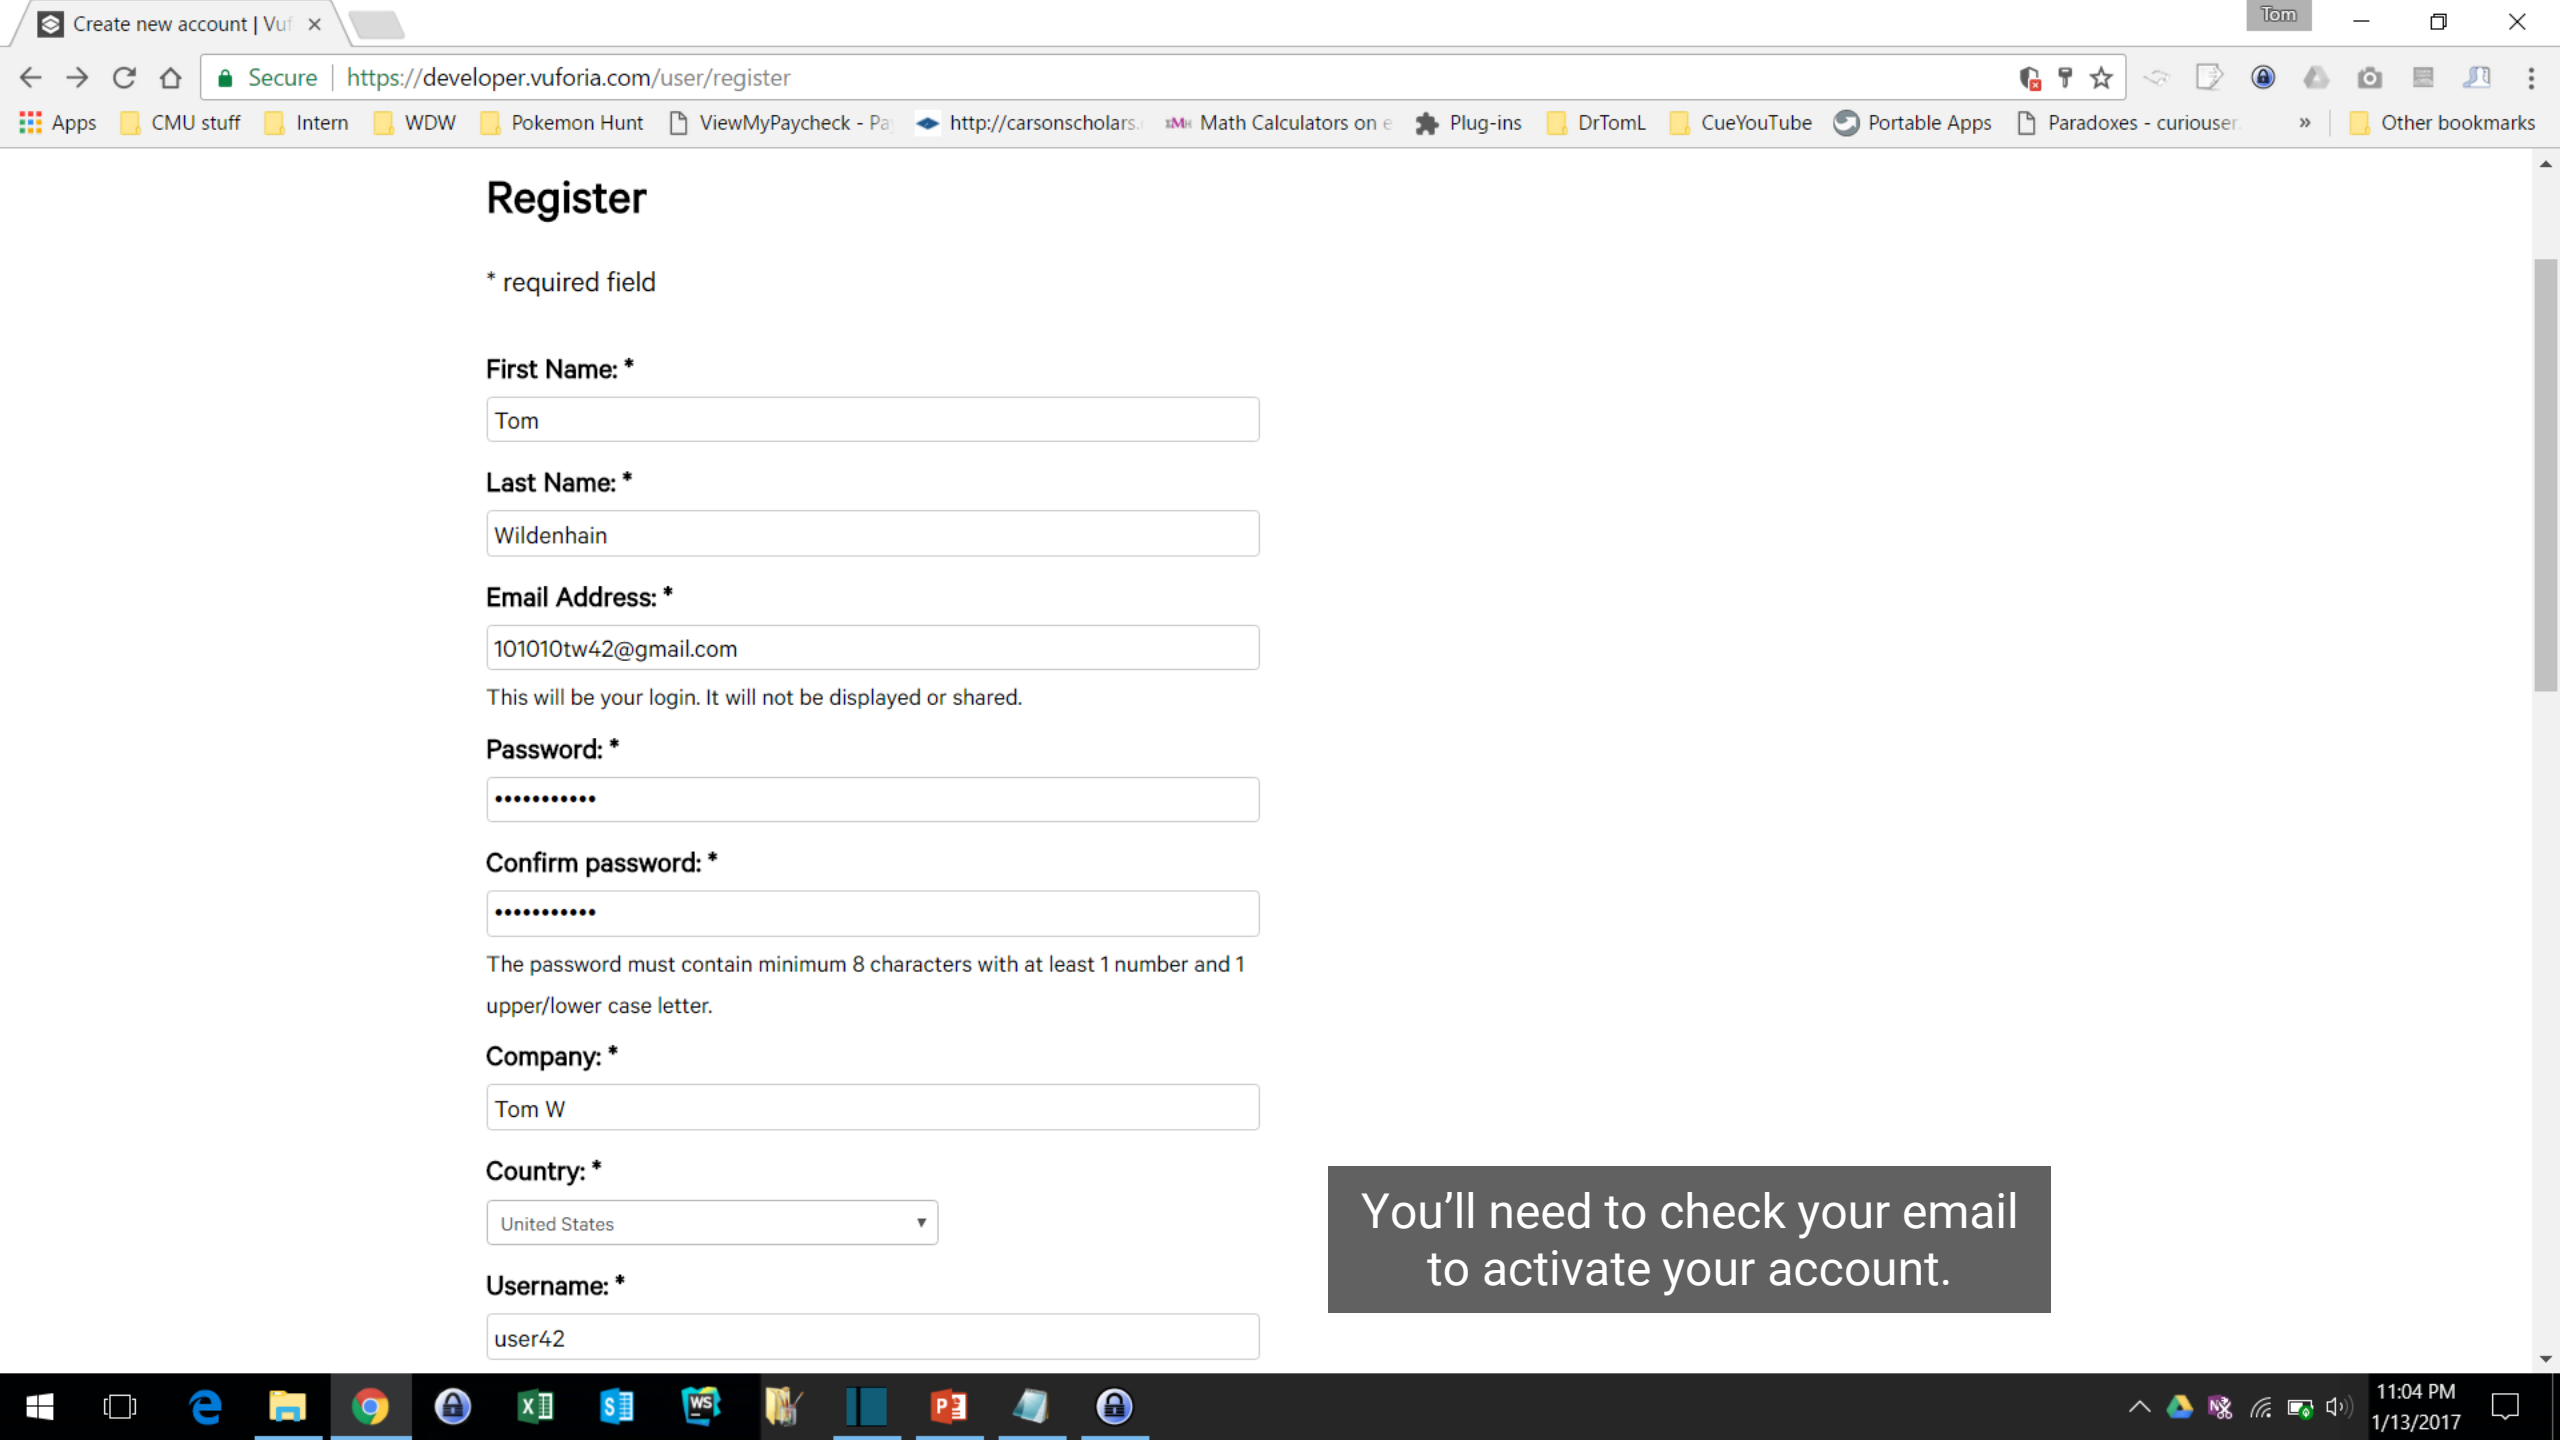 Create new account | Vuf
Tom
Secure
https://developer.vuforia.com/user/register
Apps
CMU stuff
Intern
WDW
Pokemon Hunt
ViewMyPaycheck - Pa
http://carsonscholars.
Math Calculators on e
Plug-ins
DrTomL
CueYouTube
Portable Apps
Paradoxes - curiouser.
»
Other bookmarks
Register
* required field
First Name: *
Tom
Last Name: *
Wildenhain
Email Address: *
101010tw42@gmail.com
This will be your login. It will not be displayed or shared.
Password: *
•••••••••••
Confirm password: *
•••••••••••
The password must contain minimum 8 characters with at least 1 number and 1
upper/lower case letter.
Company: *
Tom W
Country: *
United States
Username: *
user42
You’ll need to check your email
to activate your account.
11:04 PM
1/13/2017